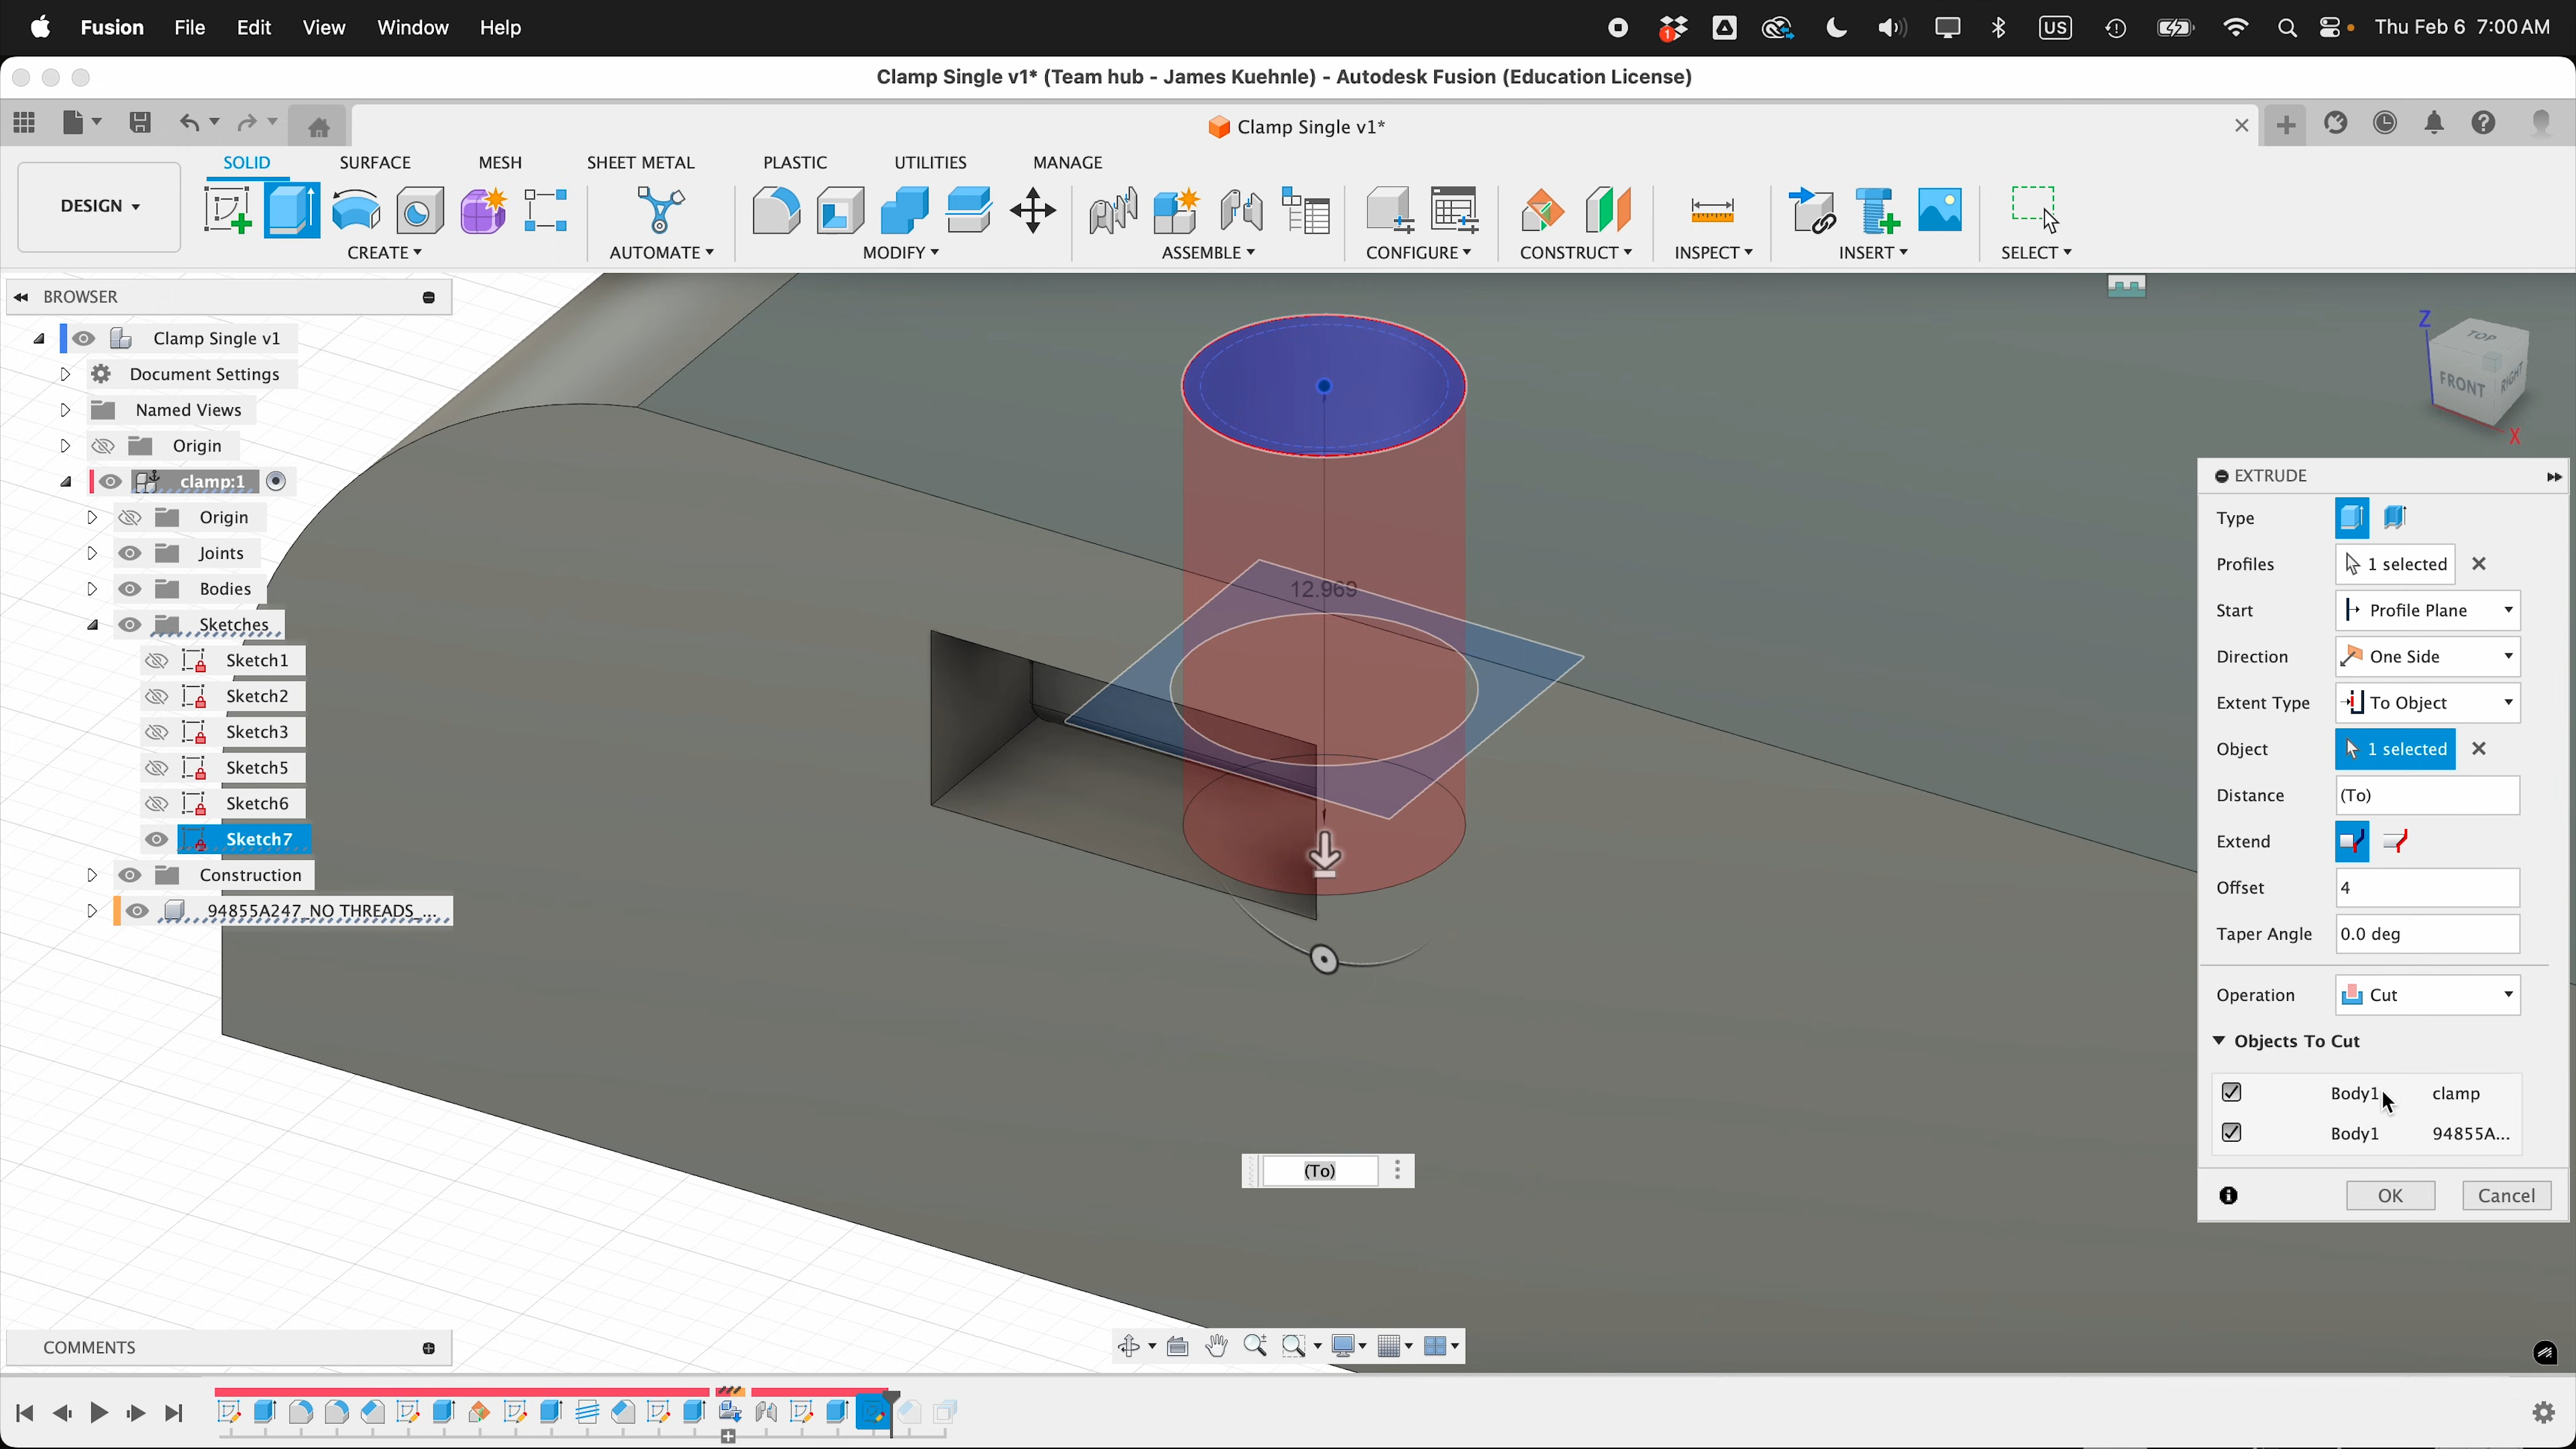 Fusion File Edit View Window Help
1 US Thu Feb 6 7:00 AM
Clamp Single v1* (Team hub - James Kuehnle) - Autodesk Fusion (Education License)
Clamp Single v1*
SOLID SURFACE MESH SHEET METAL PLASTIC UTILITIES MANAGE
DESIGN
CREATE AUTOMATE MODIFY ASSEMBLE CONFIGURE CONSTRUCT INSPECT INSERT SELECT
BROWSER
Clamp Single v1
Document Settings
Named Views
Origin
clamp:1
Origin
Joints
Bodies
Sketches
Sketch1
Sketch2
Sketch3
Sketch5
Sketch6
Sketch7
Construction
94855A247_NO THREADS_...
12.969
(To)
Z
TOP
FRONT RIGHT
X
EXTRUDE
Type
Profiles 1 selected
Start Profile Plane
Direction One Side
Extent Type To Object
Object 1 selected
Distance (To)
Extend
Offset 4
Taper Angle 0.0 deg
Operation Cut
Objects To Cut
Body1 clamp
Body1 94855A...
OK Cancel
COMMENTS